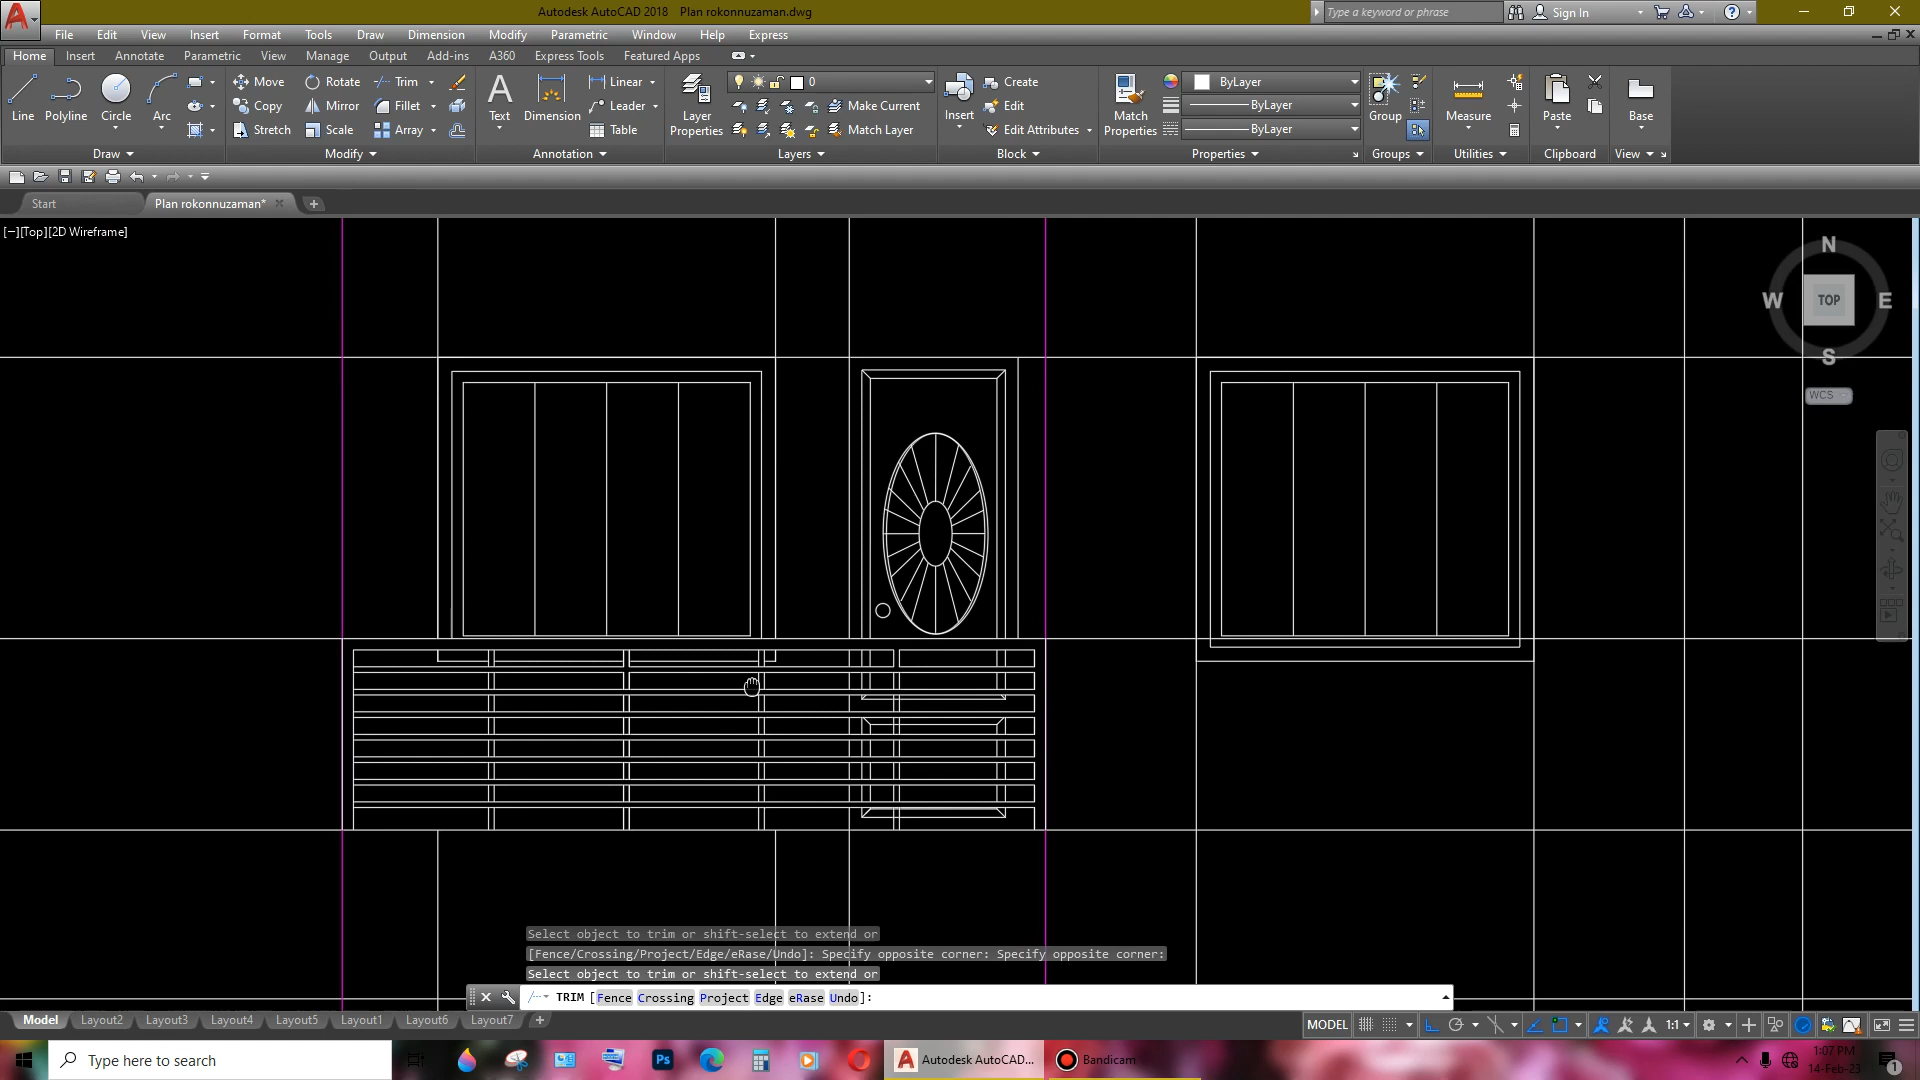 Autodesk AutoCAD 2018 Plan rokonnuzaman.dwg
Type a keyword or phrase
Sign In
File Edit View Insert Format Tools Draw Dimension Modify Parametric Window Help Express
Home Insert Annotate Parametric View Manage Output Add-ins A360 Express Tools Featured Apps
Line Polyline Circle Arc
Move Rotate Trim
Copy Mirror Fillet
Stretch Scale Array
Text Dimension
Linear
Leader
Table
Layer Properties
0
Make Current
Match Layer
Insert
Create
Edit
Edit Attributes
Match Properties
ByLayer
ByLayer
ByLayer
Group
Measure
Paste
Base
Draw Modify Annotation Layers Block Properties Groups Utilities Clipboard View
Start Plan rokonnuzaman*
[−][Top][2D Wireframe]
N
W TOP E
S
WCS
Select object to trim or shift-select to extend or
[Fence/Crossing/Project/Edge/eRase/Undo]: Specify opposite corner: Specify opposite corner:
Select object to trim or shift-select to extend or
TRIM [Fence Crossing Project Edge eRase Undo]:
Model Layout2 Layout3 Layout4 Layout5 Layout1 Layout6 Layout7
MODEL 1:1
Type here to search
Ps
Autodesk AutoCAD...
Bandicam
1:07 PM
14-Feb-23
1